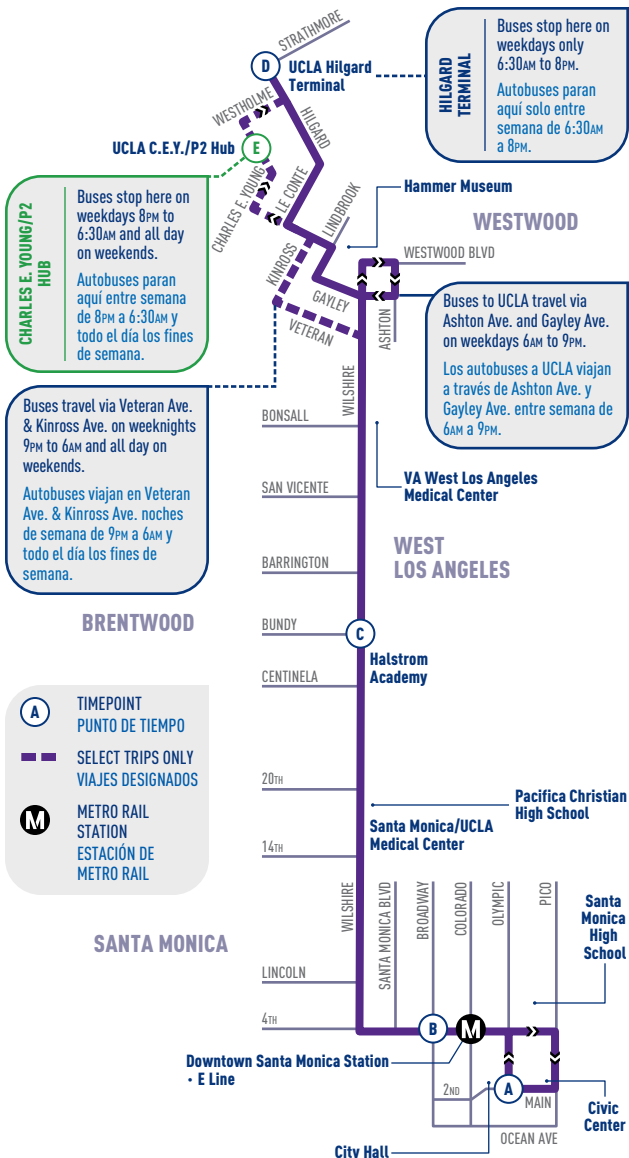 STRATHMORE
D
UCLA Hilgard
Terminal
HILGARD
TERMINAL
Buses stop here on
weekdays only
6:30AM to 8PM.
Autobuses paran
aquí solo entre
semana de 6:30AM
a 8PM.
WESTHOLME
HILGARD
UCLA C.E.Y./P2 Hub
E
CHARLES E. YOUNG
LE CONTE
LINDBROOK
Hammer Museum
WESTWOOD
CHARLES E. YOUNG/P2
HUB
Buses stop here on
weekdays 8PM to
6:30AM and all day
on weekends.
Autobuses paran
aquí entre semana
de 8PM a 6:30AM y
todo el día los fines
de semana.
KINROSS
GAYLEY
VETERAN
WESTWOOD BLVD
ASHTON
Buses to UCLA travel via
Ashton Ave. and Gayley Ave.
on weekdays 6AM to 9PM.
Los autobuses a UCLA viajan
a través de Ashton Ave. y
Gayley Ave. entre semana de
6AM a 9PM.
Buses travel via Veteran Ave.
& Kinross Ave. on weeknights
9PM to 6AM and all day on
weekends.
Autobuses viajan en Veteran
Ave. & Kinross Ave. noches
de semana de 9PM a 6AM y
todo el día los fines de
semana.
WILSHIRE
BONSALL
VA West Los Angeles
Medical Center
SAN VICENTE
WEST
LOS ANGELES
BARRINGTON
BRENTWOOD
BUNDY
C
Halstrom
Academy
CENTINELA
A
TIMEPOINT
PUNTO DE TIEMPO
SELECT TRIPS ONLY
VIAJES DESIGNADOS
M
METRO RAIL
STATION
ESTACIÓN DE
METRO RAIL
20TH
Pacifica Christian
High School
Santa Monica/UCLA
Medical Center
14TH
WILSHIRE
SANTA MONICA BLVD
BROADWAY
COLORADO
OLYMPIC
PICO
Santa
Monica
High
School
SANTA MONICA
LINCOLN
4TH
B
M
Downtown Santa Monica Station
• E Line
2ND
A
MAIN
Civic
Center
OCEAN AVE
City Hall